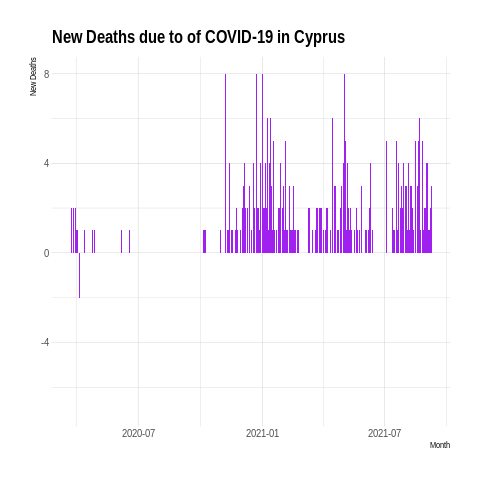 New Deaths due to of COVID-19 in Cyprus
New Deaths
8
4
0
-4
2020-07
2021-01
2021-07
Month